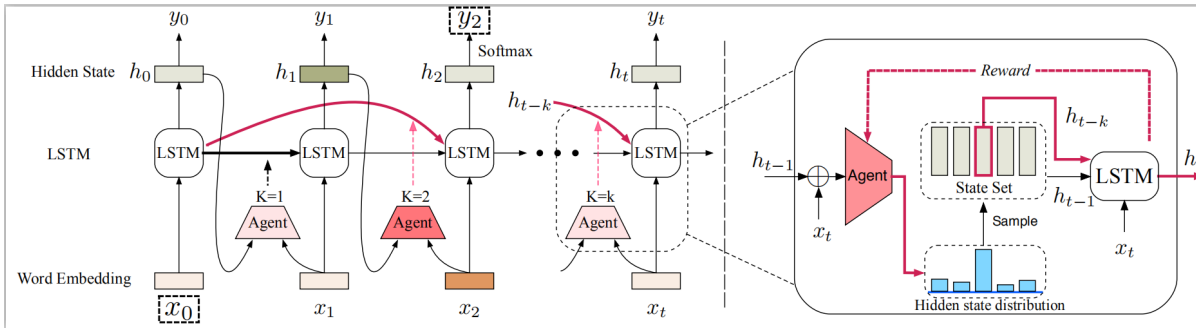 y₀ y₁ y₂ yₜ
Softmax
Hidden State h₀ h₁ h₂ hₜ
hₜ₋ₖ
LSTM LSTM LSTM LSTM LSTM
K=1 K=2 K=k
Agent Agent Agent
Word Embedding
x₀ x₁ x₂ xₜ
Reward
hₜ₋ₖ
hₜ₋₁ Agent LSTM h
State Set hₜ₋₁
xₜ Sample xₜ
Hidden state distribution